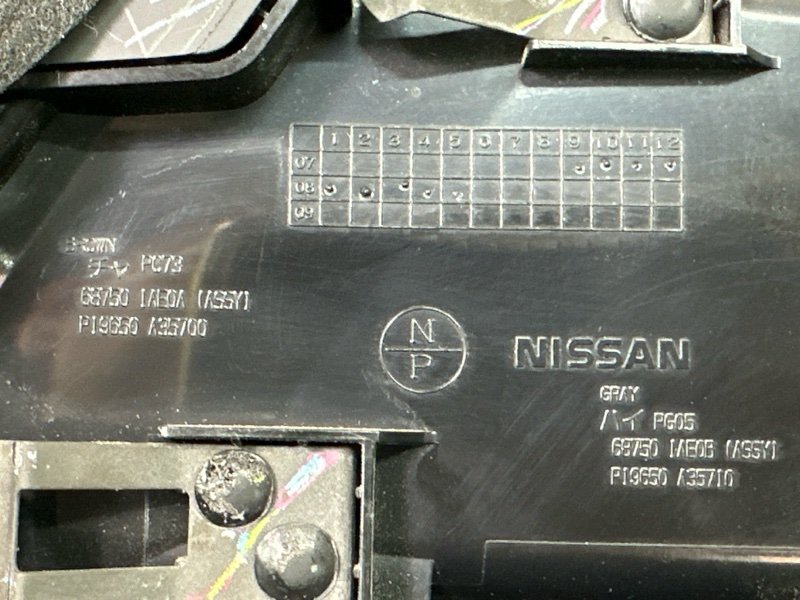 1 2 3 4 5 6 7 8 9 10 11 12
07
08
09
BROWN
チャ PC73
68750 1AE0A (ASSY)
P19650 A35700
N
P
NISSAN
GRAY
ハイ PG05
68750 1AE0B (ASSY)
P19650 A35710